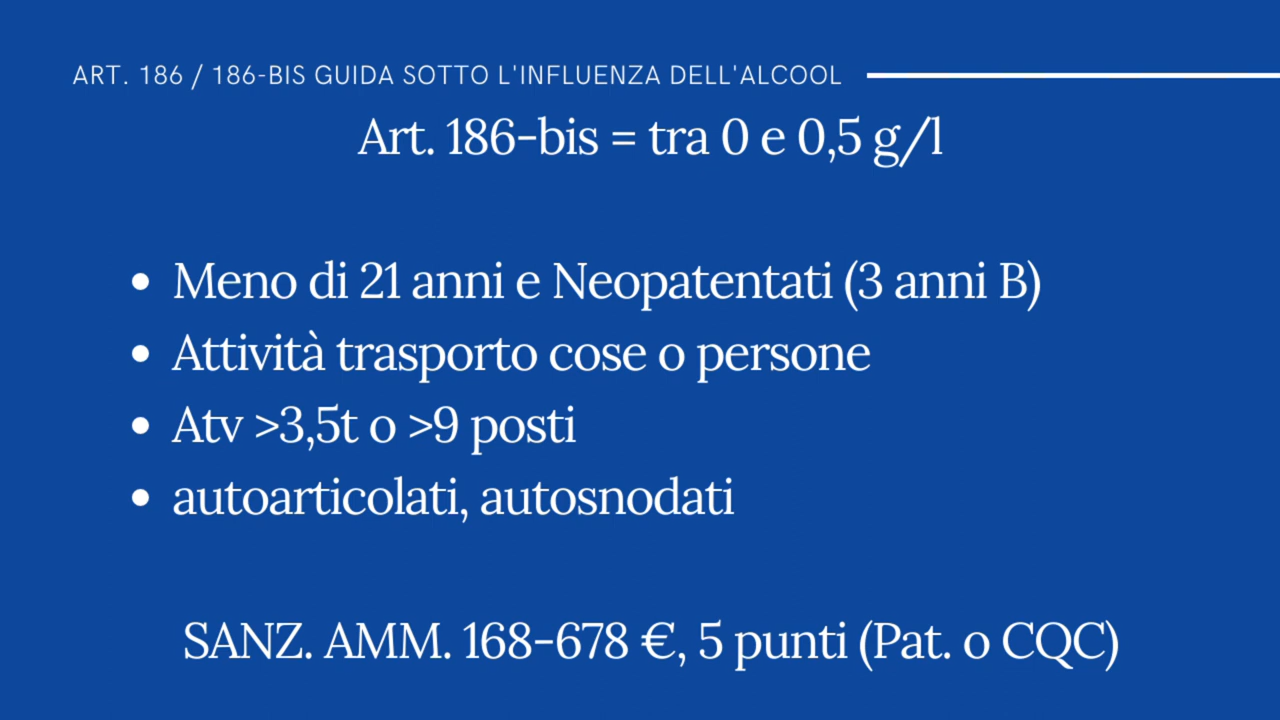 ART. 186 / 186-BIS GUIDA SOTTO L'INFLUENZA DELL'ALCOOL
Art. 186-bis = tra 0 e 0,5 g/l
• Meno di 21 anni e Neopatentati (3 anni B)
• Attività trasporto cose o persone
• Atv >3,5t o >9 posti
• autoarticolati, autosnodati
SANZ. AMM. 168-678 €, 5 punti (Pat. o CQC)